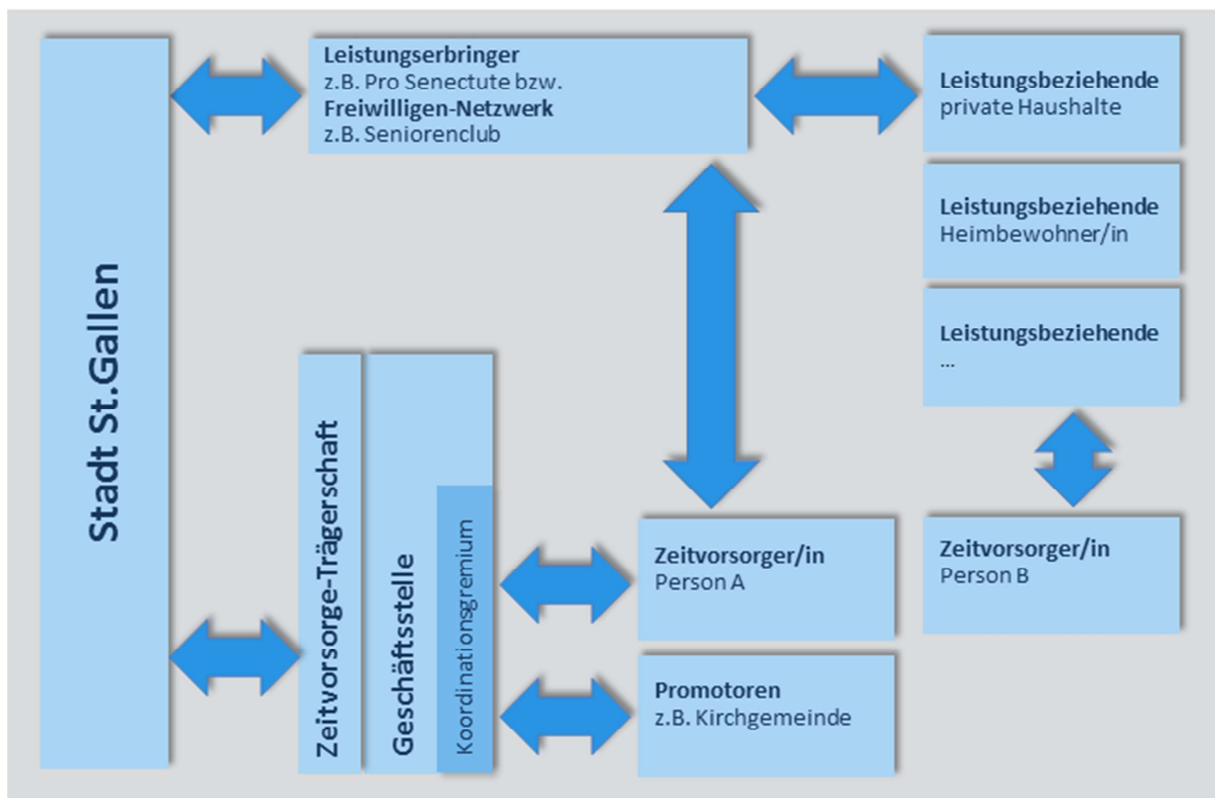 Stadt St.Gallen
Leistungserbringer
z.B. Pro Senectute bzw.
Freiwilligen-Netzwerk
z.B. Seniorenclub
Leistungsbeziehende
private Haushalte
Leistungsbeziehende
Heimbewohner/in
Leistungsbeziehende
...
Zeitvorsorge-Trägerschaft
Geschäftsstelle
Koordinationsgremium
Zeitvorsorger/in
Person A
Zeitvorsorger/in
Person B
Promotoren
z.B. Kirchgemeinde